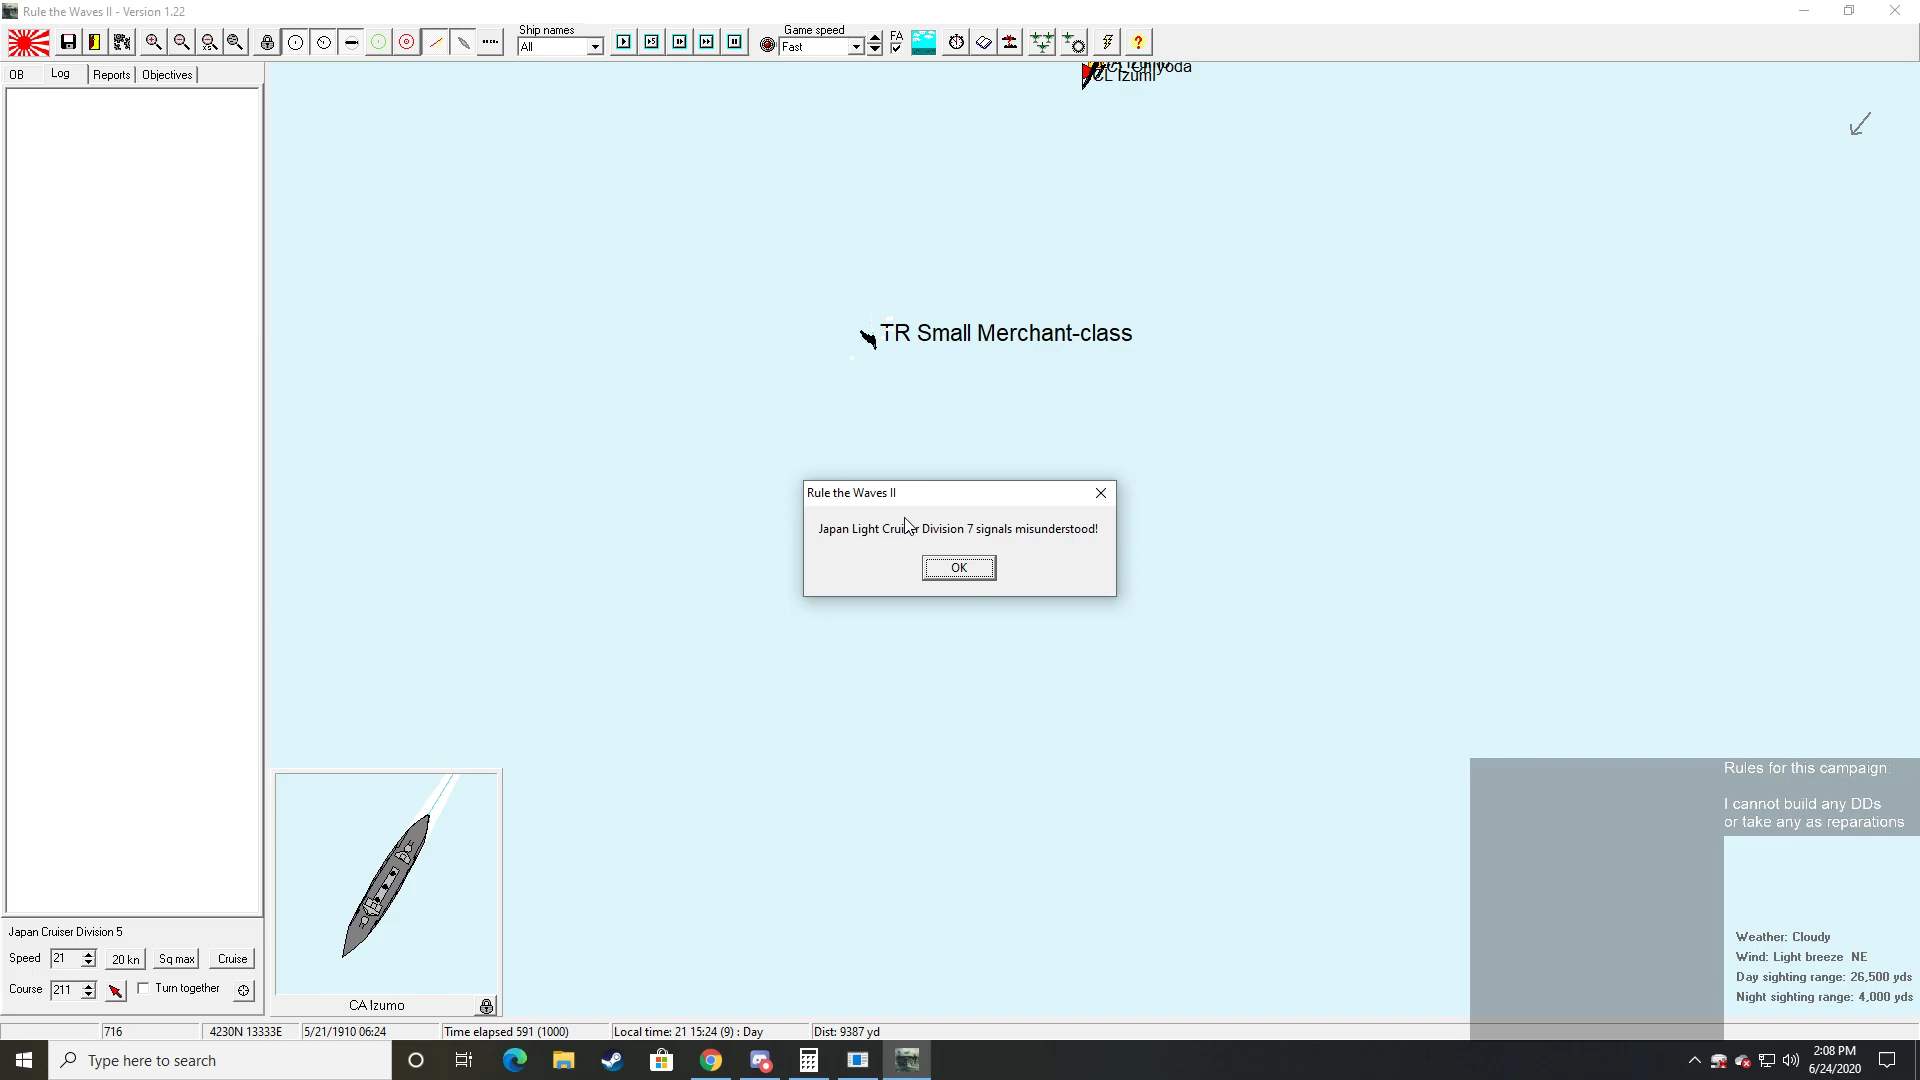 Rule the Waves II - Version 1.22
Ship names
All
Game speed
Fast
FA
OB
Log
Reports
Objectives
CL Izumi
TR Small Merchant-class
Rule the Waves II
Japan Light Cruiser Division 7 signals misunderstood!
OK
Rules for this campaign:
I cannot build any DDs
or take any as reparations
Weather: Cloudy
Wind: Light breeze NE
Day sighting range: 26,500 yds
Night sighting range: 4,000 yds
Japan Cruiser Division 5
Speed
21
20 kn
Sq max
Cruise
Course
211
Turn together
CA Izumo
716
4230N 13333E
5/21/1910 06:24
Time elapsed 591 (1000)
Local time: 21 15:24 (9) : Day
Dist: 9387 yd
Type here to search
2:08 PM
6/24/2020